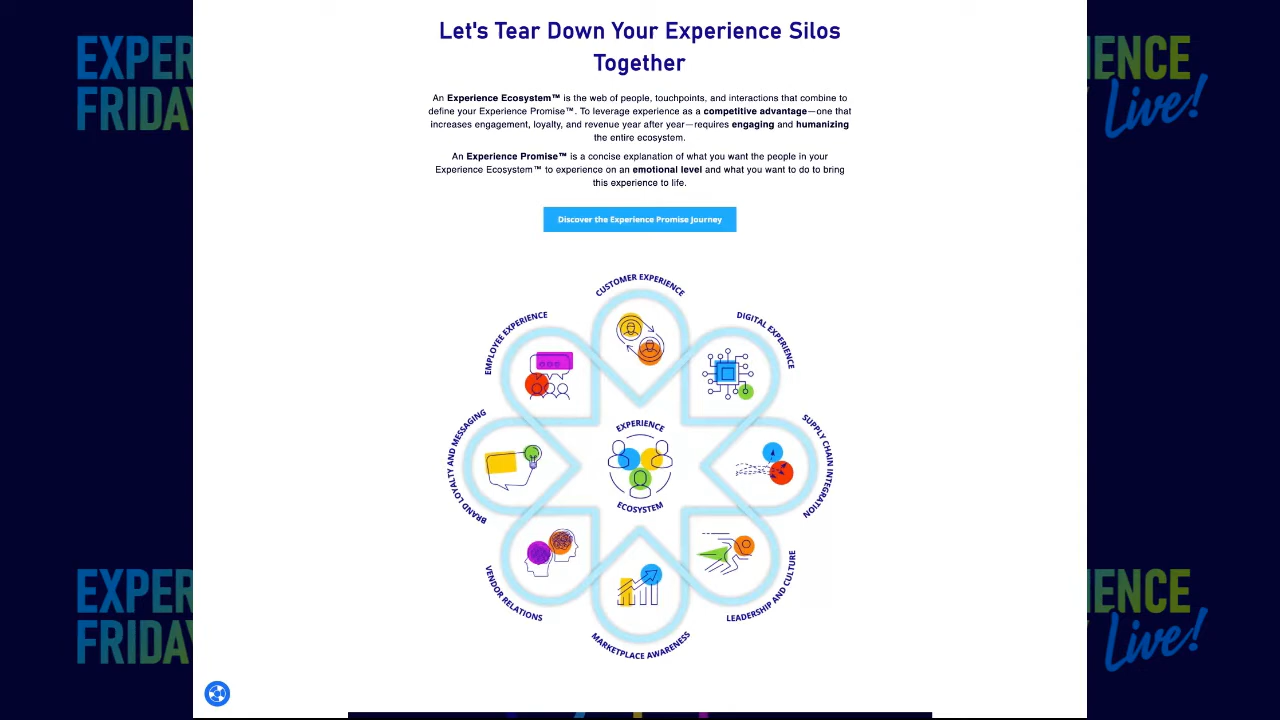 Let's Tear Down Your Experience Silos
Together
An Experience Ecosystem™ is the web of people, touchpoints, and interactions that combine to
define your Experience Promise™. To leverage experience as a competitive advantage—one that
increases engagement, loyalty, and revenue year after year—requires engaging and humanizing
the entire ecosystem.
An Experience Promise™ is a concise explanation of what you want the people in your
Experience Ecosystem™ to experience on an emotional level and what you want to do to bring
this experience to life.
Discover the Experience Promise Journey
CUSTOMER EXPERIENCE
DIGITAL EXPERIENCE
SUPPLY CHAIN INTEGRATION
LEADERSHIP AND CULTURE
MARKETPLACE AWARENESS
VENDOR RELATIONS
BRAND LOYALTY AND MESSAGING
EMPLOYEE EXPERIENCE
EXPERIENCE
ECOSYSTEM
EXPER
FRIDAY
IENCE
Live!
EXPER
FRIDAY
IENCE
Live!